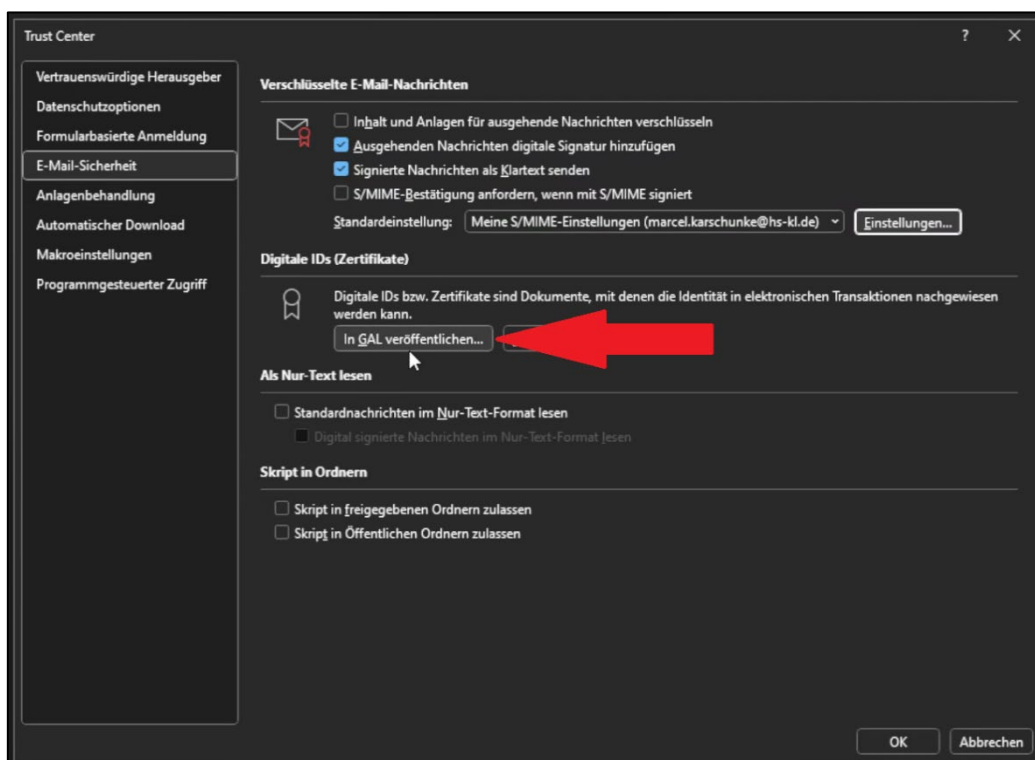 Trust Center
?
Vertrauenswürdige Herausgeber
Datenschutzoptionen
Formularbasierte Anmeldung
E-Mail-Sicherheit
Anlagenbehandlung
Automatischer Download
Makroeinstellungen
Programmgesteuerter Zugriff
Verschlüsselte E-Mail-Nachrichten
Inhalt und Anlagen für ausgehende Nachrichten verschlüsseln
Ausgehenden Nachrichten digitale Signatur hinzufügen
Signierte Nachrichten als Klartext senden
S/MIME-Bestätigung anfordern, wenn mit S/MIME signiert
Standardeinstellung: Meine S/MIME-Einstellungen (marcel.karschunke@hs-kl.de) Einstellungen...
Digitale IDs (Zertifikate)
Digitale IDs bzw. Zertifikate sind Dokumente, mit denen die Identität in elektronischen Transaktionen nachgewiesen
werden kann.
In GAL veröffentlichen...
Als Nur-Text lesen
Standardnachrichten im Nur-Text-Format lesen
Digital signierte Nachrichten im Nur-Text-Format lesen
Skript in Ordnern
Skript in freigegebenen Ordnern zulassen
Skript in Öffentlichen Ordnern zulassen
OK Abbrechen